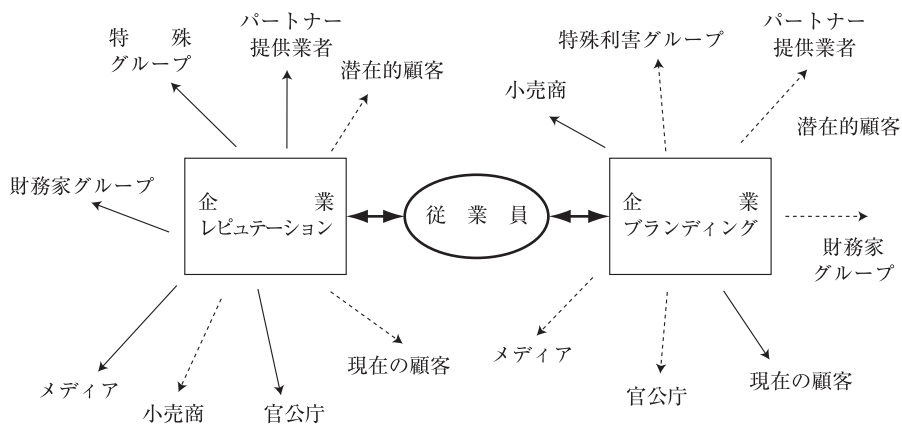 特 殊
グループ
パートナー
提供業者
潜在的顧客
財務家グループ
企 業
レピュテーション
メディア
小売商
官公庁
現在の顧客
従 業 員
特殊利害グループ
パートナー
提供業者
小売商
潜在的顧客
企 業
ブランディング
財務家
グループ
メディア
官公庁
現在の顧客